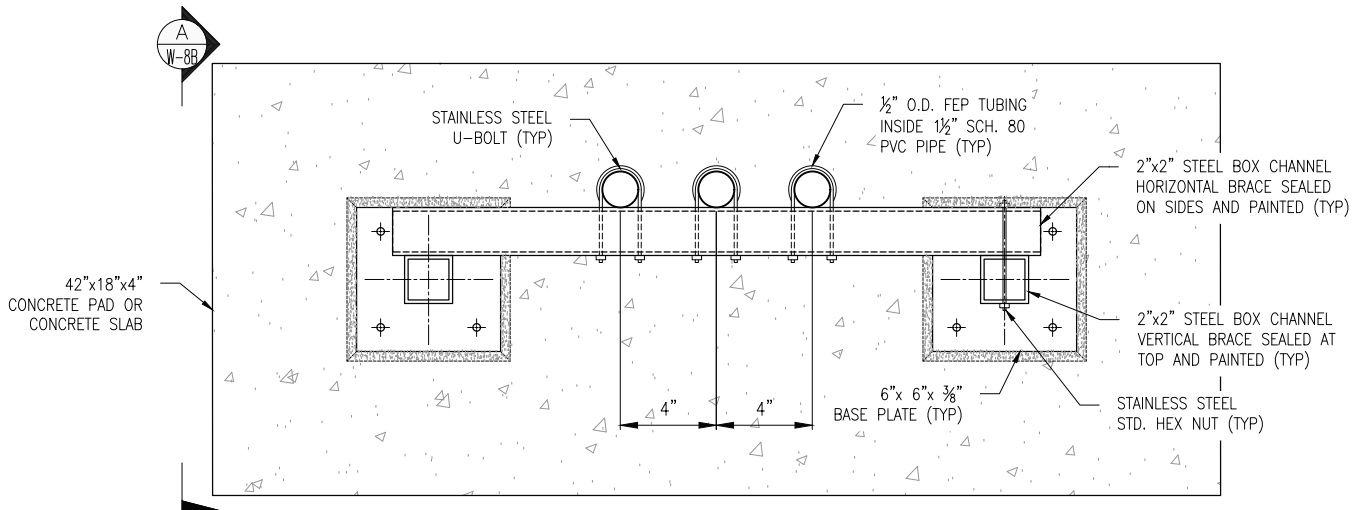 A
W-8B
STAINLESS STEEL
U-BOLT (TYP)
½" O.D. FEP TUBING
INSIDE 1½" SCH. 80
PVC PIPE (TYP)
2"x2" STEEL BOX CHANNEL
HORIZONTAL BRACE SEALED
ON SIDES AND PAINTED (TYP)
42"x18"x4"
CONCRETE PAD OR
CONCRETE SLAB
2"x2" STEEL BOX CHANNEL
VERTICAL BRACE SEALED AT
TOP AND PAINTED (TYP)
6"x 6"x ⅜"
BASE PLATE (TYP)
4"
4"
STAINLESS STEEL
STD. HEX NUT (TYP)